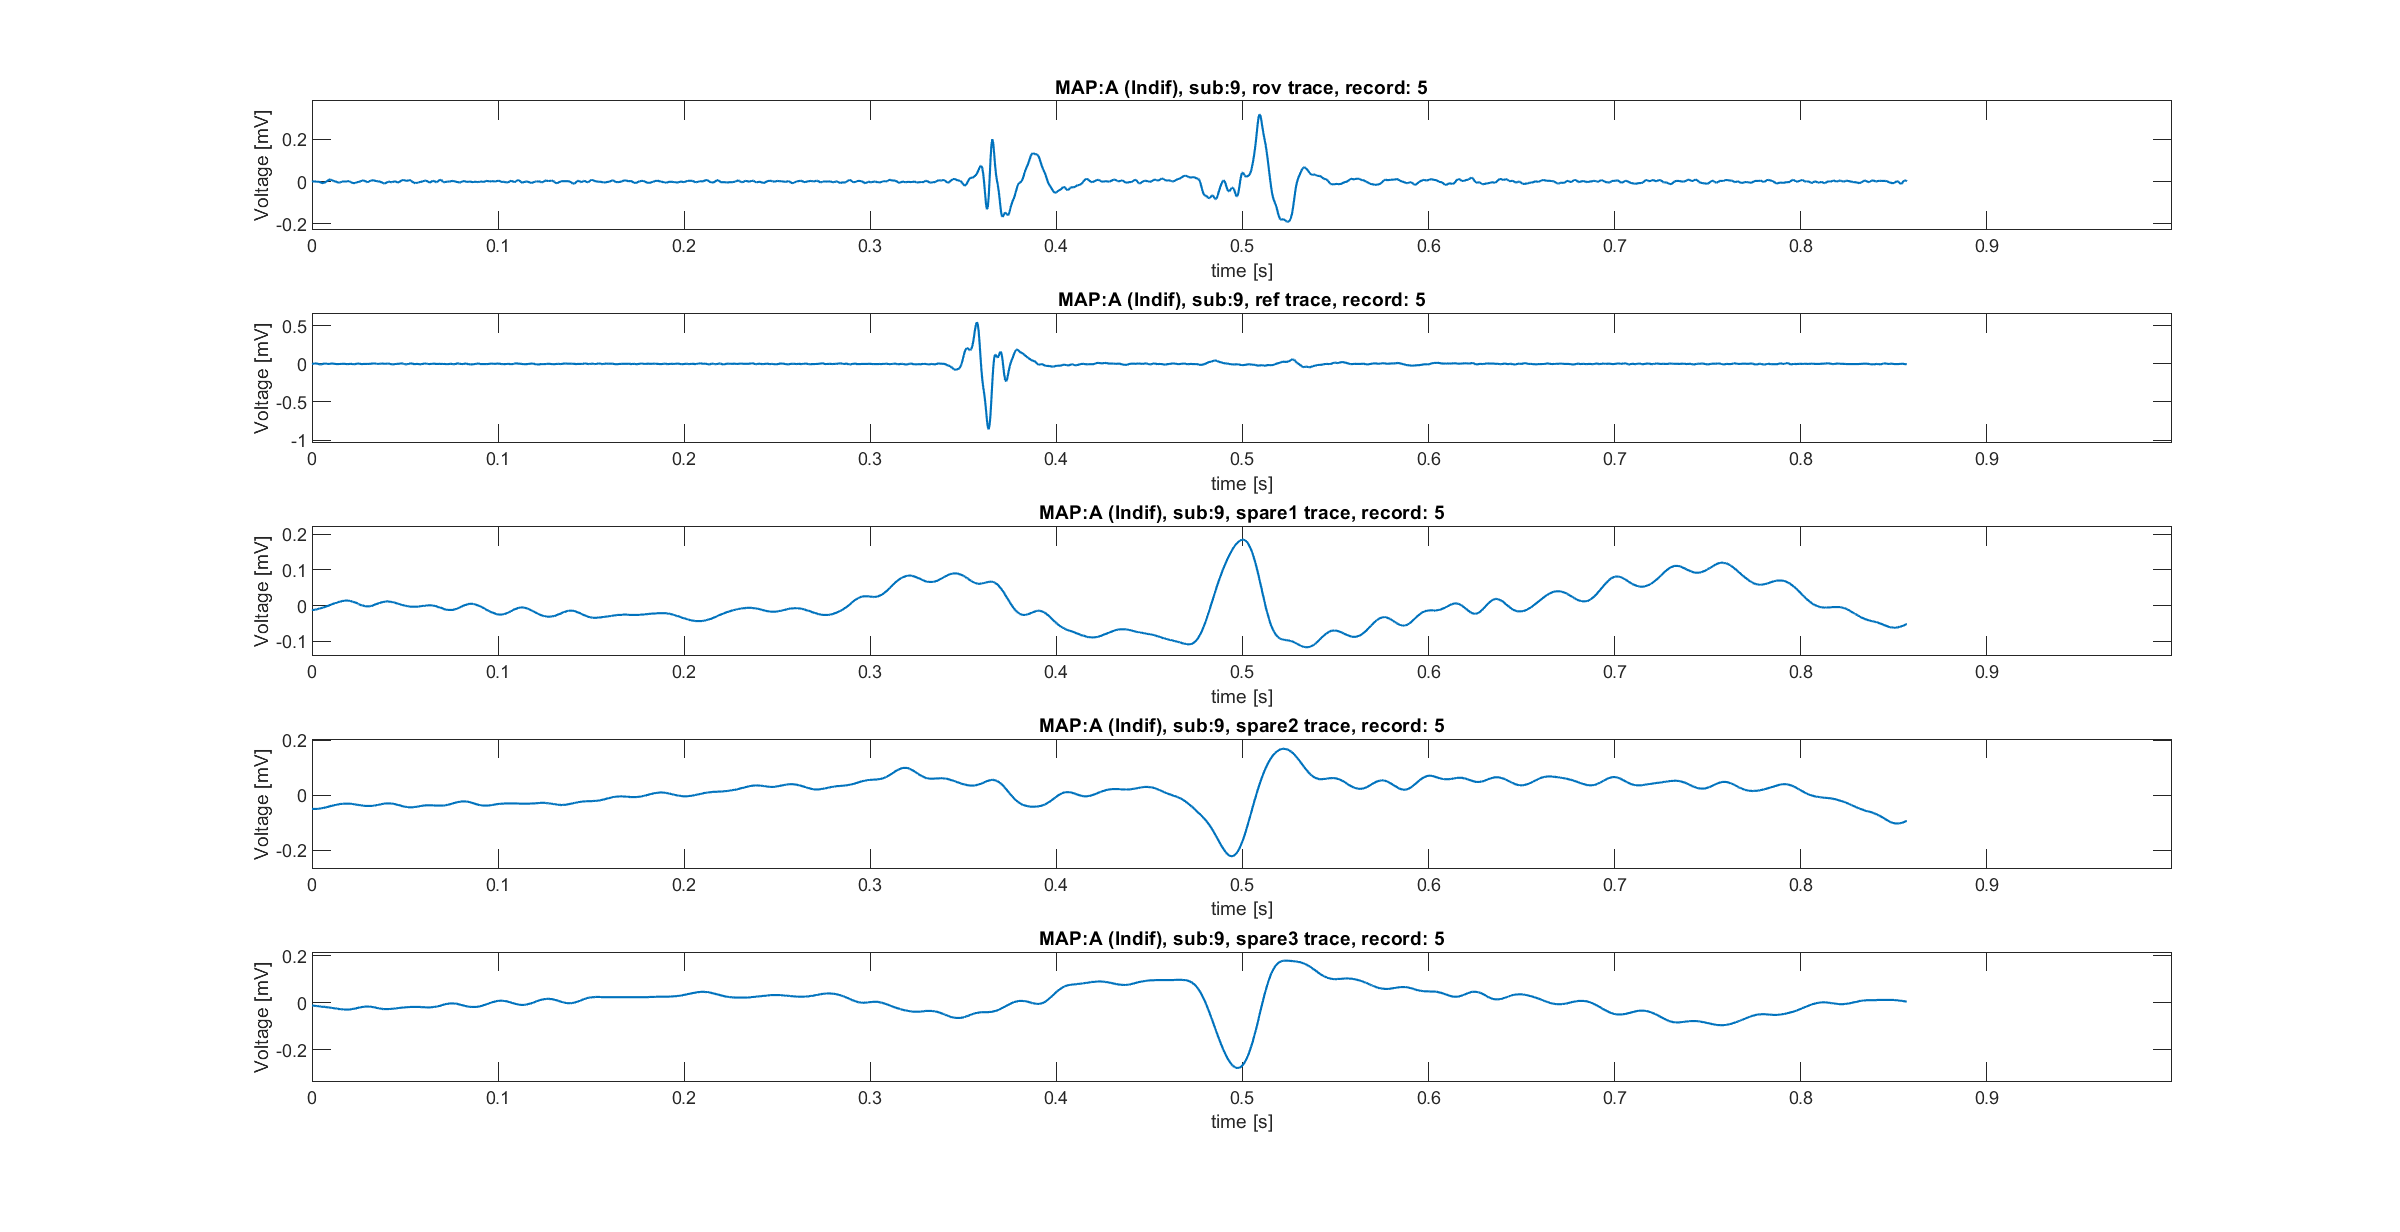 MAP:A (Indif), sub:9, rov trace, record: 5
Voltage [mV]
0.2
0
-0.2
0 0.1 0.2 0.3 0.4 0.5 0.6 0.7 0.8 0.9
time [s]
MAP:A (Indif), sub:9, ref trace, record: 5
Voltage [mV]
0.5
0
-0.5
-1
0 0.1 0.2 0.3 0.4 0.5 0.6 0.7 0.8 0.9
time [s]
MAP:A (Indif), sub:9, spare1 trace, record: 5
Voltage [mV]
0.2
0.1
0
-0.1
0 0.1 0.2 0.3 0.4 0.5 0.6 0.7 0.8 0.9
time [s]
MAP:A (Indif), sub:9, spare2 trace, record: 5
Voltage [mV]
0.2
0
-0.2
0 0.1 0.2 0.3 0.4 0.5 0.6 0.7 0.8 0.9
time [s]
MAP:A (Indif), sub:9, spare3 trace, record: 5
Voltage [mV]
0.2
0
-0.2
0 0.1 0.2 0.3 0.4 0.5 0.6 0.7 0.8 0.9
time [s]